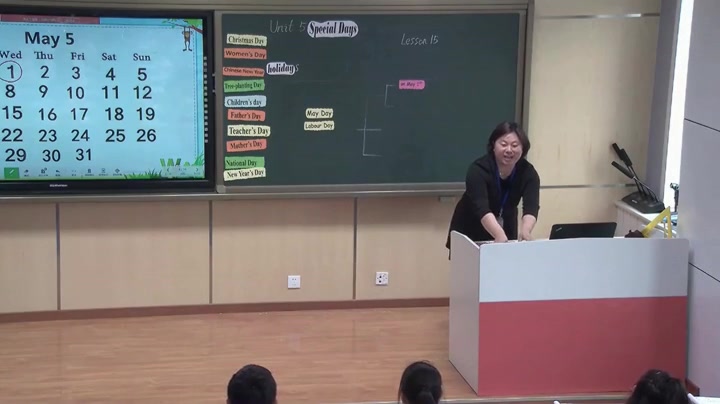 May 5
Wed Thu Fri Sat Sun
1 2 3 4 5
8 9 10 11 12
15 16 17 18 19
22 23 24 25 26
29 30 31
Unit 5 Special Days
Lesson 15
Christmas Day
Women's Day
Chinese New Year
holidays
Tree-planting Day
Children's day
Father's Day
Teacher's Day
Mother's Day
National Day
New Year's Day
May Day
Labour Day
on May 1st